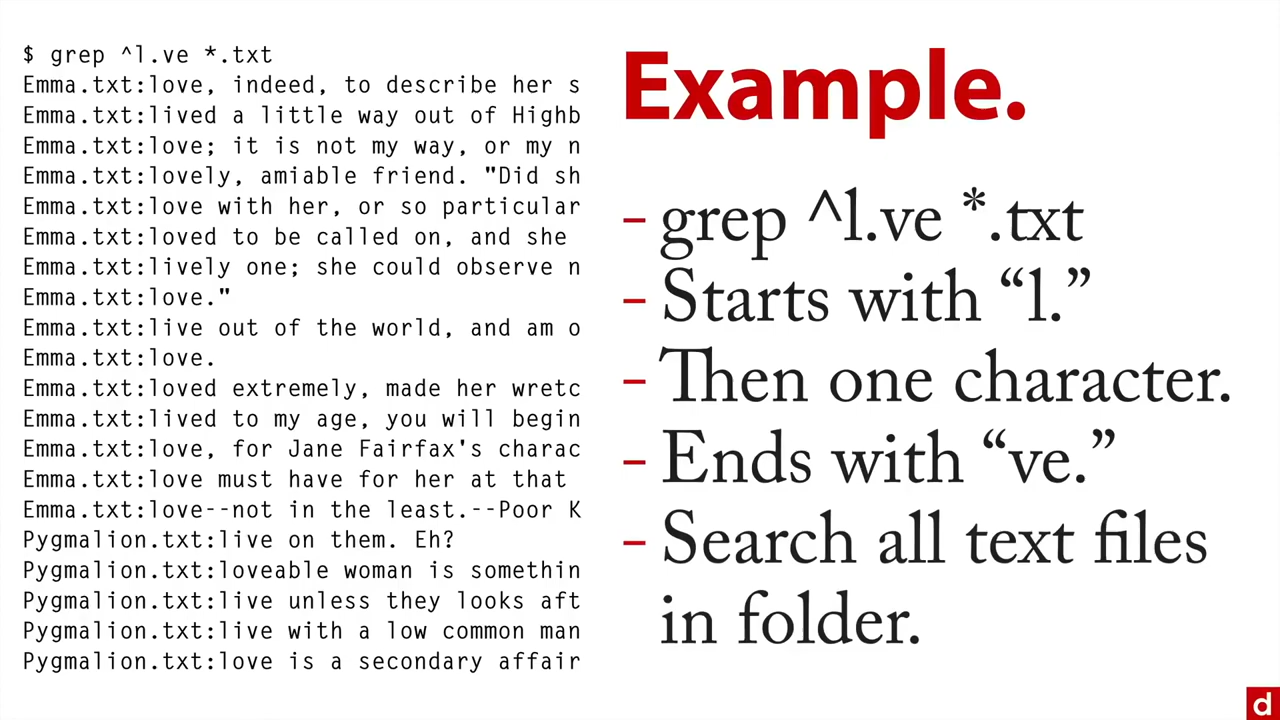 $ grep ^l.ve *.txt
Emma.txt:love, indeed, to describe her s
Emma.txt:lived a little way out of Highb
Emma.txt:love; it is not my way, or my n
Emma.txt:lovely, amiable friend. "Did sh
Emma.txt:love with her, or so particular
Emma.txt:loved to be called on, and she
Emma.txt:lively one; she could observe n
Emma.txt:love."
Emma.txt:live out of the world, and am o
Emma.txt:love.
Emma.txt:loved extremely, made her wretc
Emma.txt:lived to my age, you will begin
Emma.txt:love, for Jane Fairfax's charac
Emma.txt:love must have for her at that
Emma.txt:love--not in the least.--Poor K
Pygmalion.txt:live on them. Eh?
Pygmalion.txt:loveable woman is somethin
Pygmalion.txt:live unless they looks aft
Pygmalion.txt:live with a low common man
Pygmalion.txt:love is a secondary affair
Example.
– grep ^l.ve *.txt
– Starts with “l.”
– Then one character.
– Ends with “ve.”
– Search all text files
in folder.
d